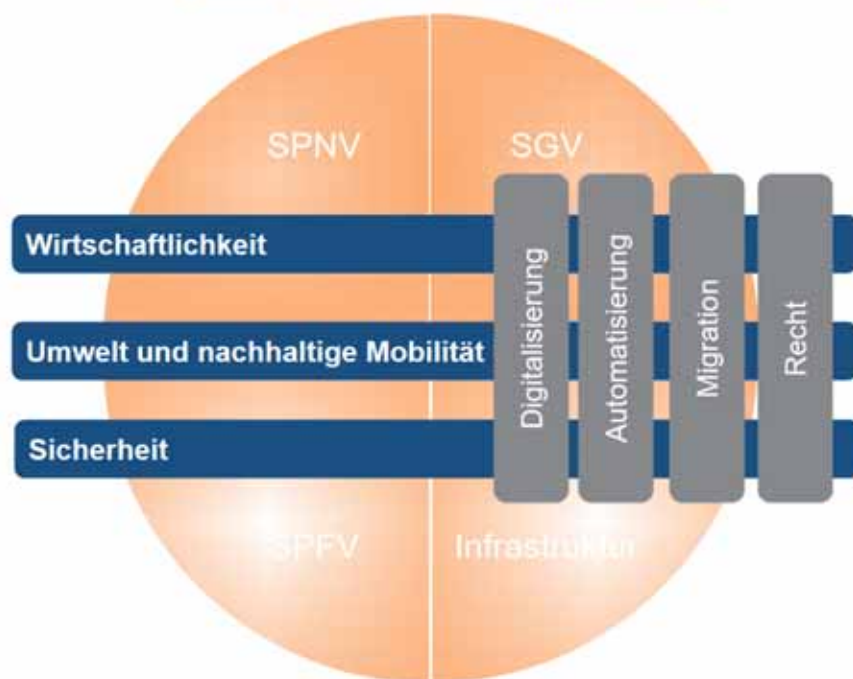 SPNV
SGV
Wirtschaftlichkeit
Umwelt und nachhaltige Mobilität
Sicherheit
Digitalisierung
Automatisierung
Migration
Recht
SPFV
Infrastruktur